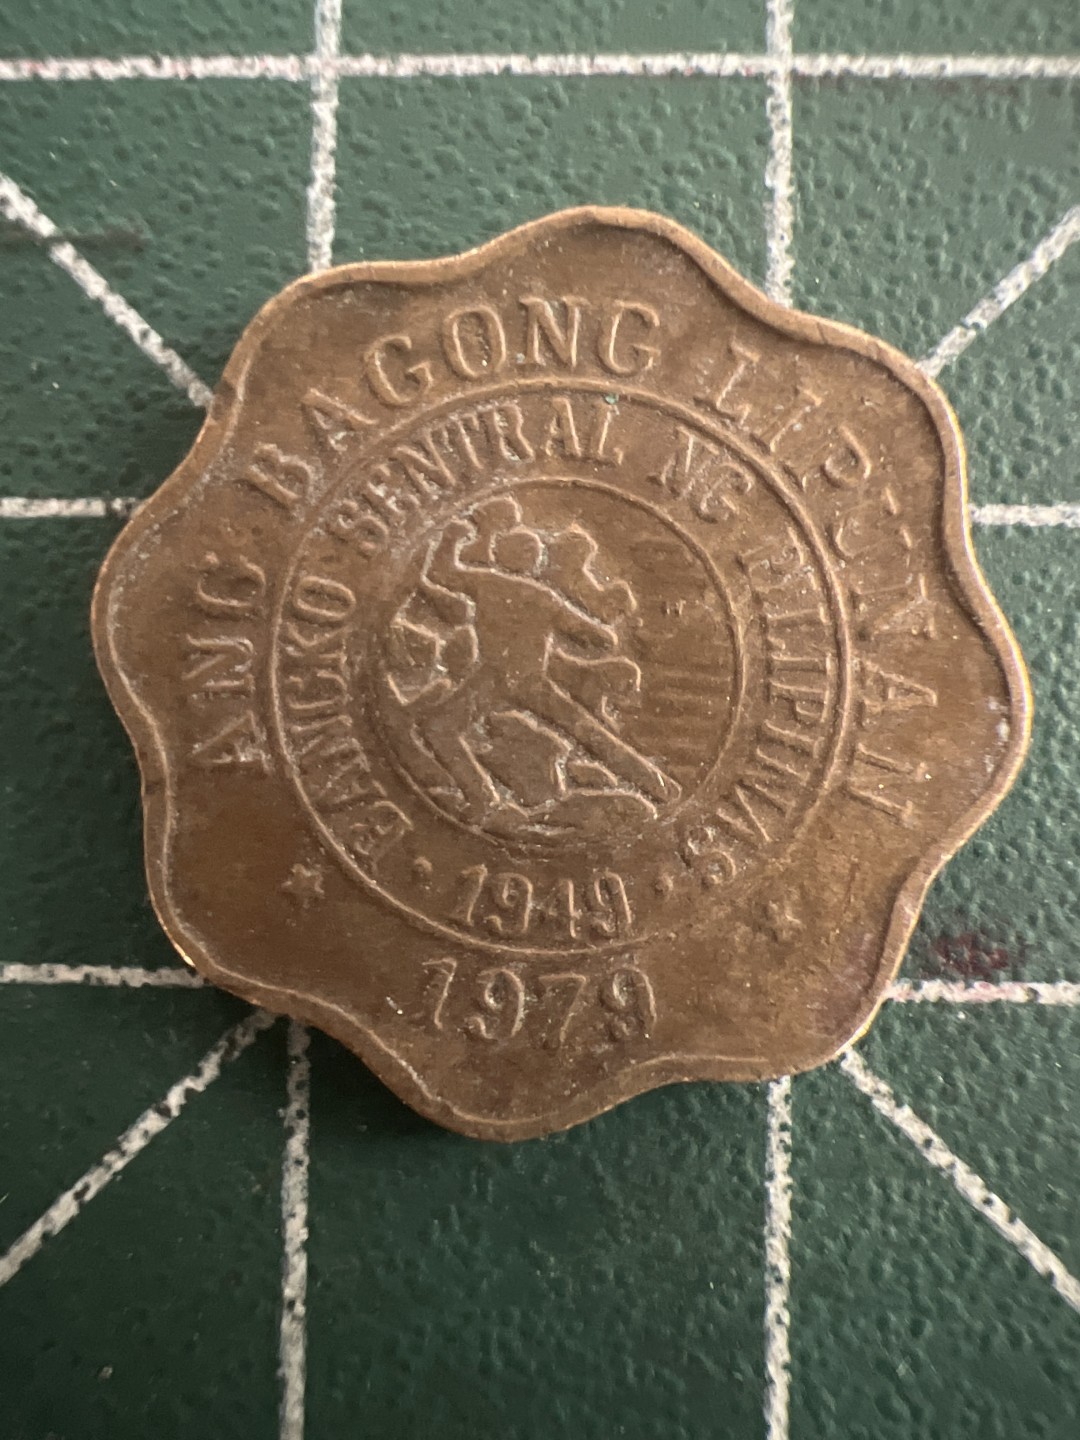 ANG BAGONG LIPUNAN
BANGKO SENTRAL NG PILIPINAS
· 1949 ·
1979